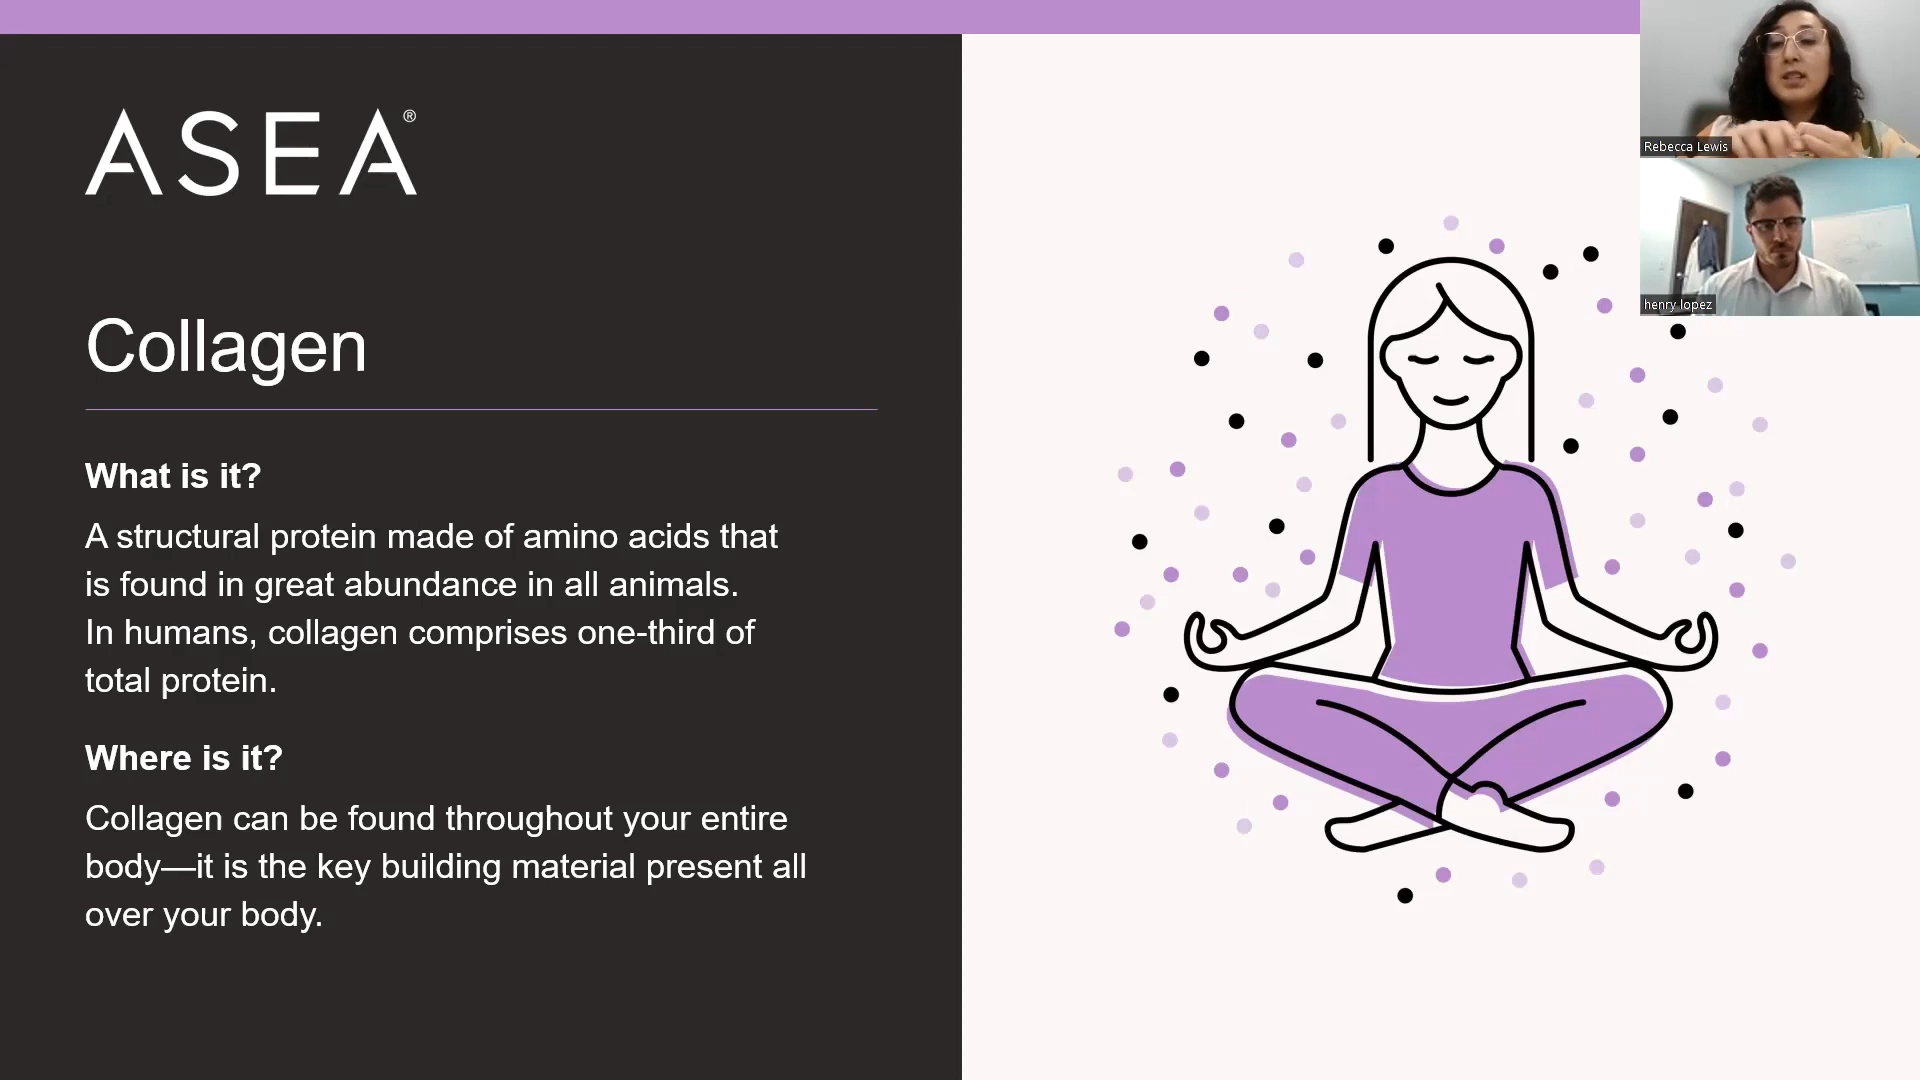 ASEA®
Collagen
What is it?
A structural protein made of amino acids that
is found in great abundance in all animals.
In humans, collagen comprises one-third of
total protein.
Where is it?
Collagen can be found throughout your entire
body—it is the key building material present all
over your body.
Rebecca Lewis
henry lopez